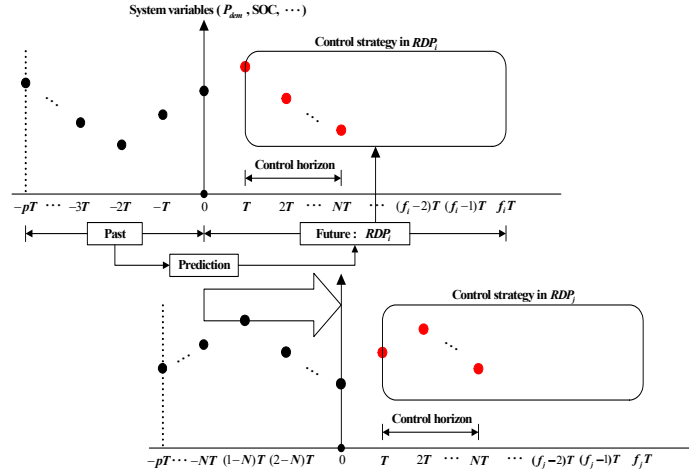 System variables ( P_dem , SOC, ⋯ )
Control strategy in RDP_i
Control horizon
−pT ⋯ −3T −2T −T 0 T 2T ⋯ NT ⋯ (f_i−2)T (f_i−1)T f_iT
Past Future : RDP_i
Prediction
Control strategy in RDP_j
Control horizon
−pT ⋯ −NT (1−N)T (2−N)T 0 T 2T ⋯ NT ⋯ (f_j−2)T (f_j−1)T f_jT